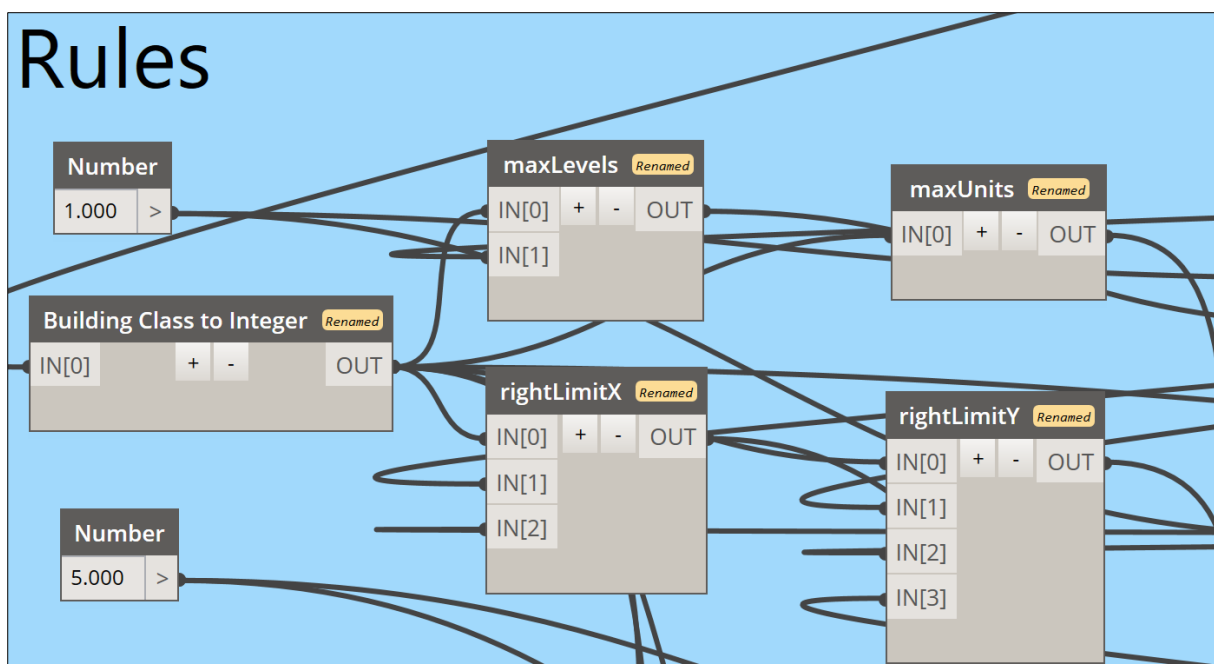 Rules
Number
1.000 >
maxLevels Renamed
IN[0] + - OUT
IN[1]
maxUnits Renamed
IN[0] + - OUT
Building Class to Integer Renamed
IN[0] + - OUT
rightLimitX Renamed
IN[0] + - OUT
IN[1]
IN[2]
rightLimitY Renamed
IN[0] + - OUT
IN[1]
IN[2]
IN[3]
Number
5.000 >